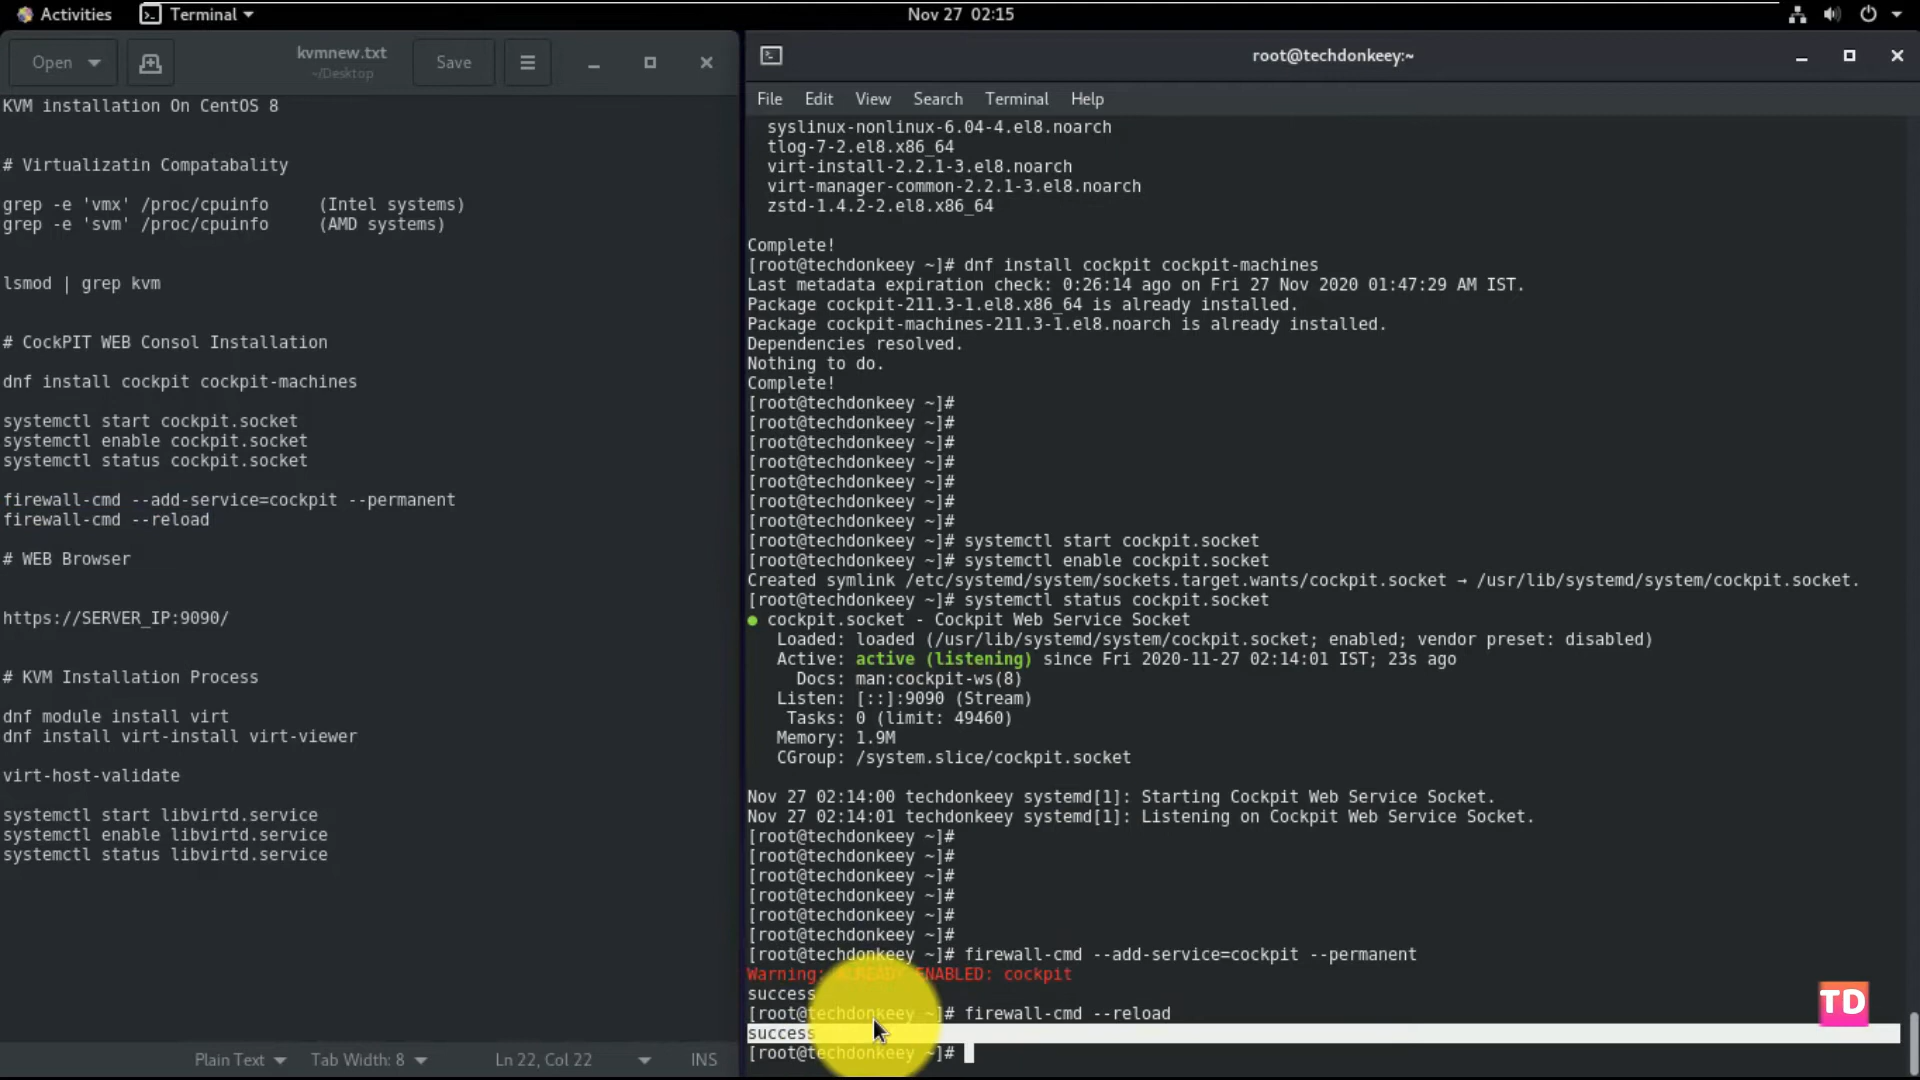 Activities
Terminal
Nov 27 02:15
Open
kvmnew.txt
~/Desktop
Save
KVM installation On CentOS 8
# Virtualizatin Compatabality
grep -e 'vmx' /proc/cpuinfo     (Intel systems)
grep -e 'svm' /proc/cpuinfo     (AMD systems)
lsmod | grep kvm
# CockPIT WEB Consol Installation
dnf install cockpit cockpit-machines
systemctl start cockpit.socket
systemctl enable cockpit.socket
systemctl status cockpit.socket
firewall-cmd --add-service=cockpit --permanent
firewall-cmd --reload
# WEB Browser
https://SERVER_IP:9090/
# KVM Installation Process
dnf module install virt
dnf install virt-install virt-viewer
virt-host-validate
systemctl start libvirtd.service
systemctl enable libvirtd.service
systemctl status libvirtd.service
Plain Text
Tab Width: 8
Ln 22, Col 22
INS
root@techdonkeey:~
File Edit View Search Terminal Help
syslinux-nonlinux-6.04-4.el8.noarch
tlog-7-2.el8.x86_64
virt-install-2.2.1-3.el8.noarch
virt-manager-common-2.2.1-3.el8.noarch
zstd-1.4.2-2.el8.x86_64
Complete!
[root@techdonkeey ~]# dnf install cockpit cockpit-machines
Last metadata expiration check: 0:26:14 ago on Fri 27 Nov 2020 01:47:29 AM IST.
Package cockpit-211.3-1.el8.x86_64 is already installed.
Package cockpit-machines-211.3-1.el8.noarch is already installed.
Dependencies resolved.
Nothing to do.
Complete!
[root@techdonkeey ~]#
[root@techdonkeey ~]#
[root@techdonkeey ~]#
[root@techdonkeey ~]#
[root@techdonkeey ~]#
[root@techdonkeey ~]#
[root@techdonkeey ~]#
[root@techdonkeey ~]# systemctl start cockpit.socket
[root@techdonkeey ~]# systemctl enable cockpit.socket
Created symlink /etc/systemd/system/sockets.target.wants/cockpit.socket → /usr/lib/systemd/system/cockpit.socket.
[root@techdonkeey ~]# systemctl status cockpit.socket
● cockpit.socket - Cockpit Web Service Socket
Loaded: loaded (/usr/lib/systemd/system/cockpit.socket; enabled; vendor preset: disabled)
Active: active (listening) since Fri 2020-11-27 02:14:01 IST; 23s ago
Docs: man:cockpit-ws(8)
Listen: [::]:9090 (Stream)
Tasks: 0 (limit: 49460)
Memory: 1.9M
CGroup: /system.slice/cockpit.socket
Nov 27 02:14:00 techdonkeey systemd[1]: Starting Cockpit Web Service Socket.
Nov 27 02:14:01 techdonkeey systemd[1]: Listening on Cockpit Web Service Socket.
[root@techdonkeey ~]#
[root@techdonkeey ~]#
[root@techdonkeey ~]#
[root@techdonkeey ~]#
[root@techdonkeey ~]#
[root@techdonkeey ~]#
[root@techdonkeey ~]# firewall-cmd --add-service=cockpit --permanent
Warning: ENABLED: cockpit
success
[root@techdonkeey ~]# firewall-cmd --reload
success
[root@techdonkeey ~]#
TD